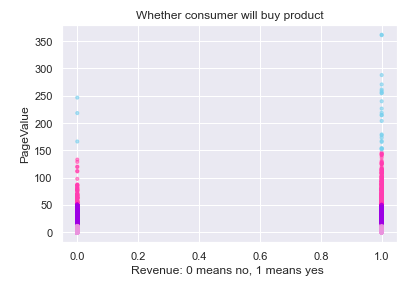 Whether consumer will buy product
PageValue
350
300
250
200
150
100
50
0
0.0 0.2 0.4 0.6 0.8 1.0
Revenue: 0 means no, 1 means yes